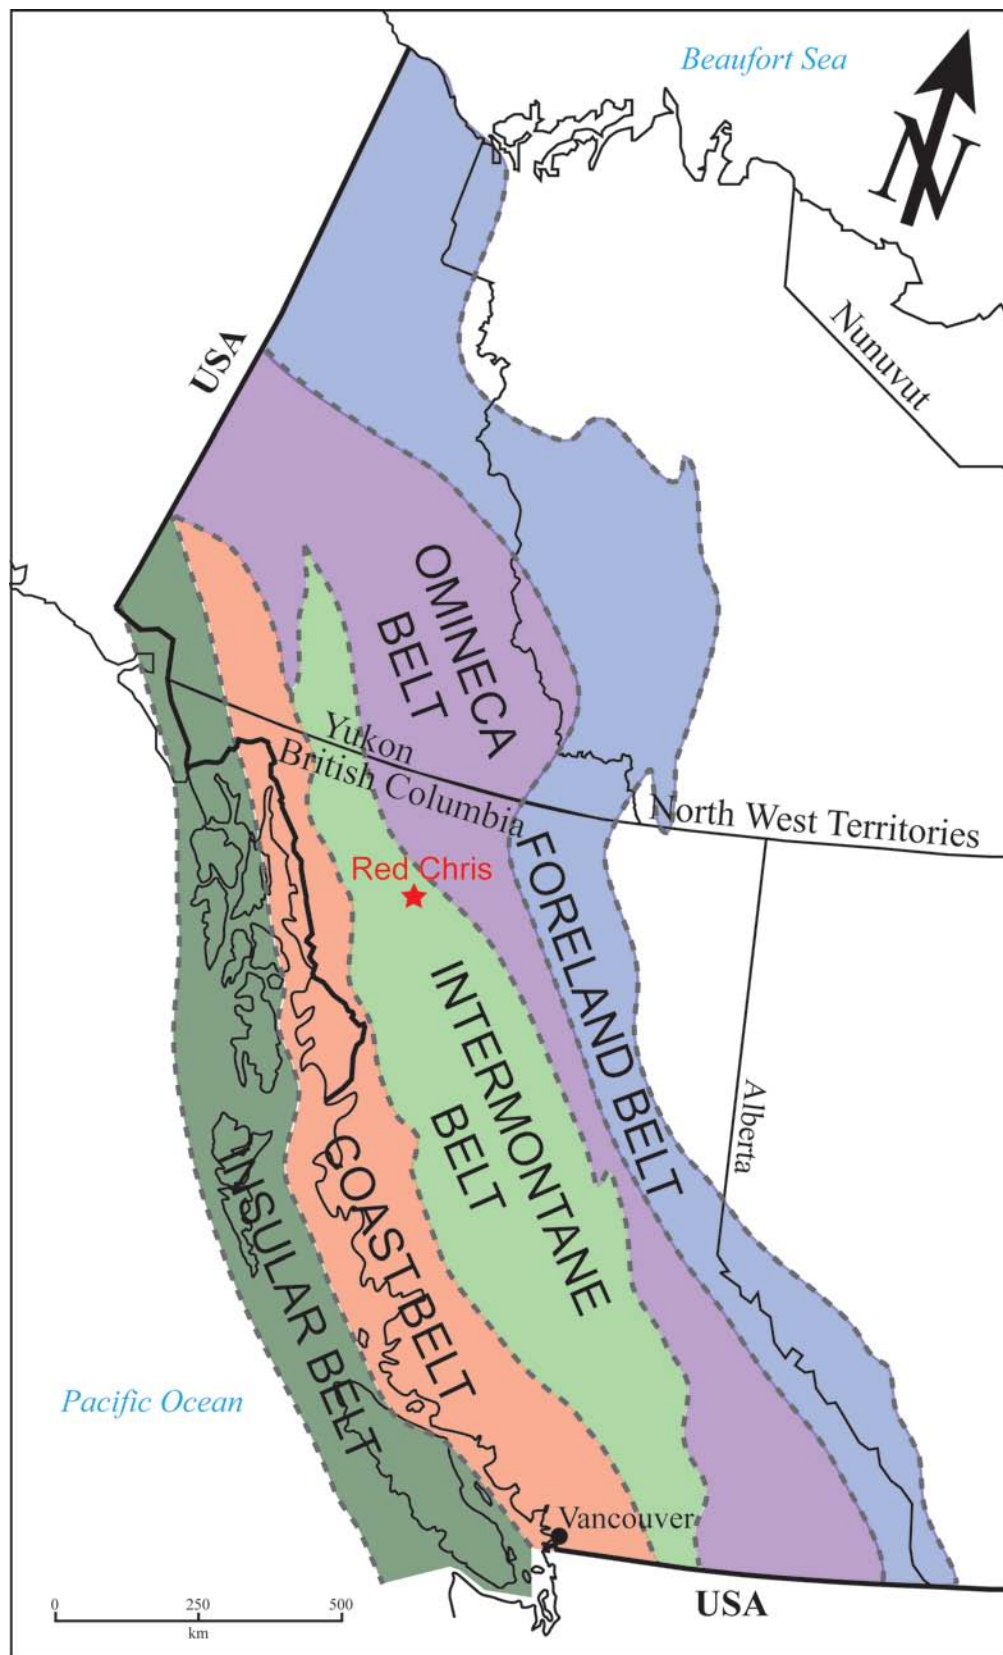 Beaufort Sea
N
USA
Nunuvut
OMINECA
BELT
Yukon
British Columbia
North West Territories
Red Chris
FORELAND BELT
INTERMONTANE
BELT
Alberta
COAST BELT
INSULAR BELT
Pacific Ocean
Vancouver
USA
0 250 500
km